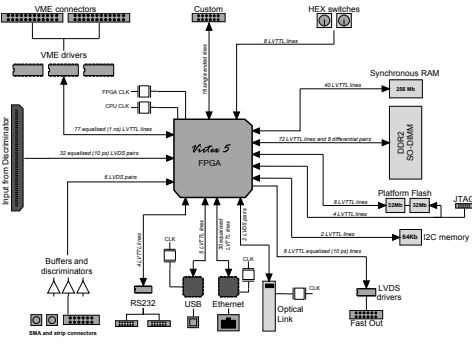 VME connectors
Custom
HEX switches
VME drivers
16 single ended lines
8 LVTTL lines
Synchronous RAM
40 LVTTL lines
256 Mb
FPGA CLK
CPU CLK
77 equalised (1 ns) LVTTL lines
Virtex 5
FPGA
72 LVTTL lines and 8 differential pairs
DDR2
SO-DIMM
Input from Discriminator
32 equalised (10 ps) LVDS pairs
6 LVDS pairs
Platform Flash
8 LVTTL lines
32Mb
32Mb
JTAG
4 LVTTL lines
2 LVTTL lines
64Kb
I2C memory
8 LVTTL equalized (10 ps) lines
4 LVTTL lines
5 LVTTL lines
30 equalised
LVTTL lines
2 LVDS pairs
CLK
CLK
CLK
Buffers and
discriminators
RS232
USB
Ethernet
Optical
Link
LVDS
drivers
Fast Out
SMA and strip connectors